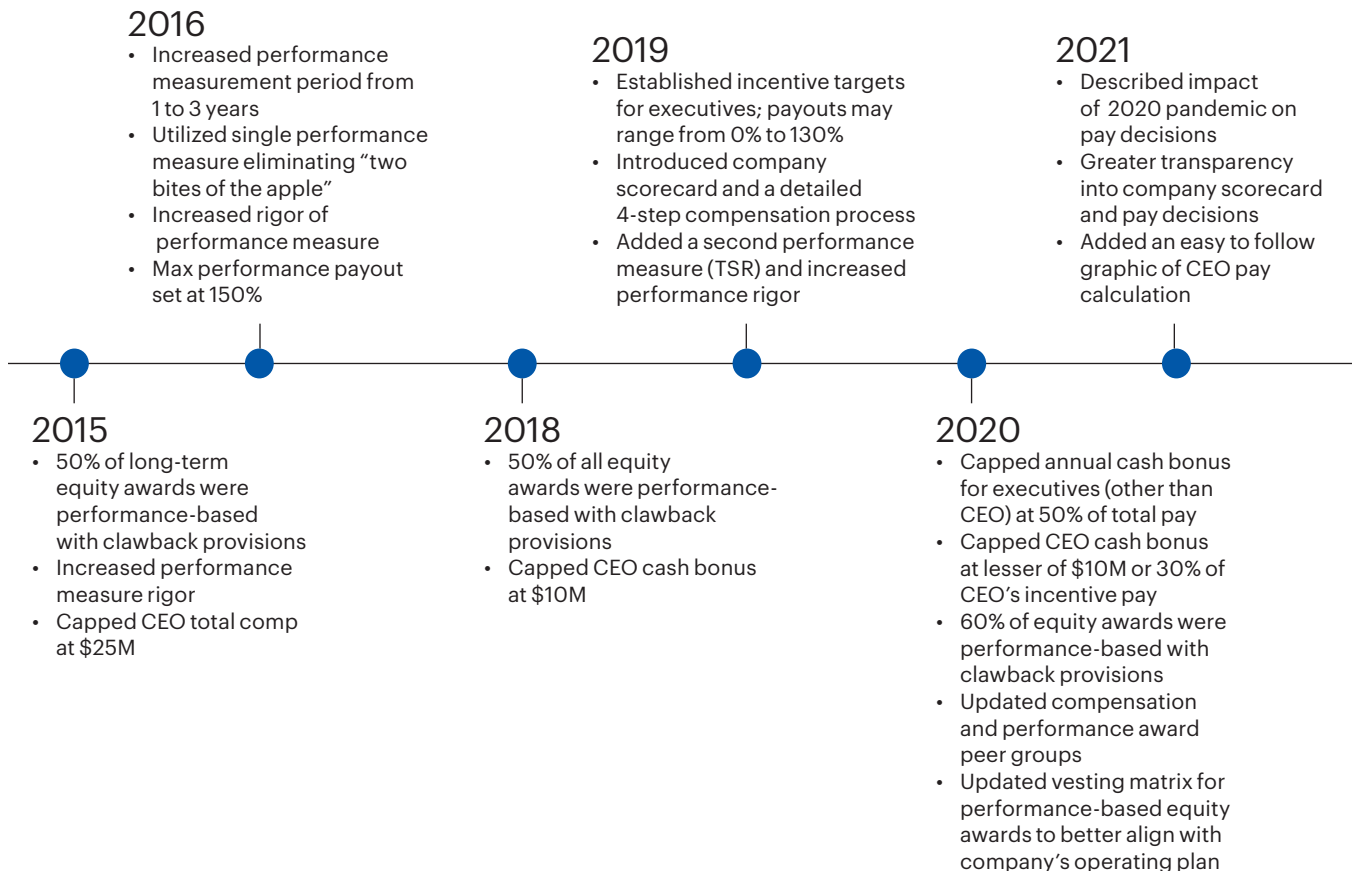 2016
• Increased performance
measurement period from
1 to 3 years
• Utilized single performance
measure eliminating “two
bites of the apple”
• Increased rigor of
performance measure
• Max performance payout
set at 150%
2019
• Established incentive targets
for executives; payouts may
range from 0% to 130%
• Introduced company
scorecard and a detailed
4-step compensation process
• Added a second performance
measure (TSR) and increased
performance rigor
2021
• Described impact
of 2020 pandemic on
pay decisions
• Greater transparency
into company scorecard
and pay decisions
• Added an easy to follow
graphic of CEO pay
calculation
2015
• 50% of long-term
equity awards were
performance-based
with clawback provisions
• Increased performance
measure rigor
• Capped CEO total comp
at $25M
2018
• 50% of all equity
awards were performance-
based with clawback
provisions
• Capped CEO cash bonus
at $10M
2020
• Capped annual cash bonus
for executives (other than
CEO) at 50% of total pay
• Capped CEO cash bonus
at lesser of $10M or 30% of
CEO’s incentive pay
• 60% of equity awards were
performance-based with
clawback provisions
• Updated compensation
and performance award
peer groups
• Updated vesting matrix for
performance-based equity
awards to better align with
company’s operating plan